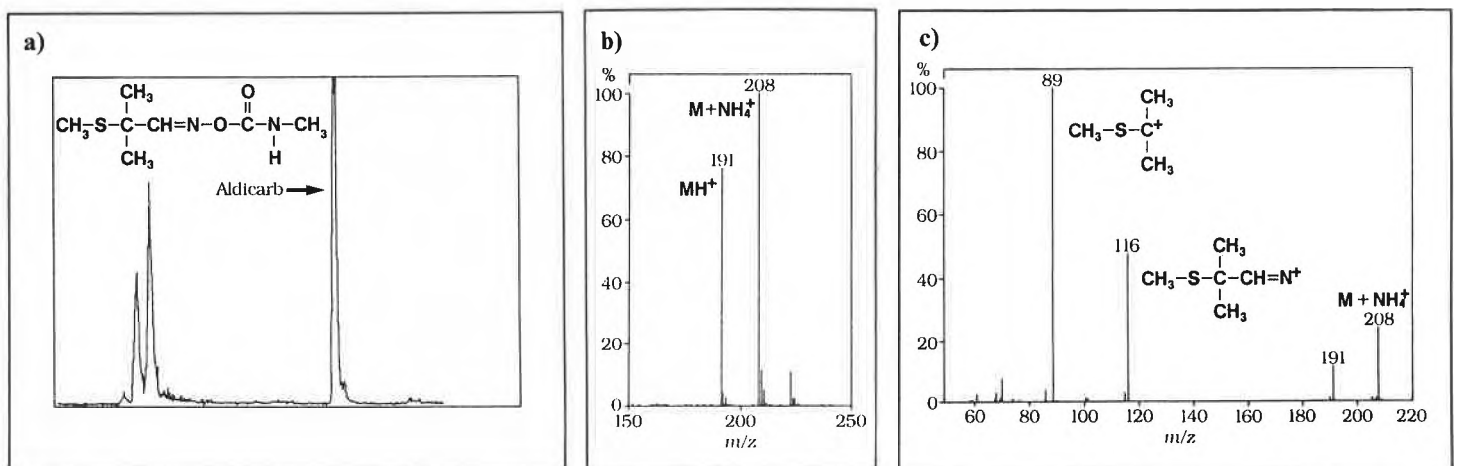 a)
CH₃
O
CH₃–S–C–CH=N–O–C–N–CH₃
CH₃
H
Aldicarb
b)
%
100
80
60
40
20
0
208
M+NH₄⁺
191
MH⁺
150
200
250
m/z
c)
%
100
80
60
40
20
0
89
CH₃
CH₃–S–C⁺
CH₃
116
CH₃
CH₃–S–C–CH=N⁺
CH₃
M + NH₄⁺
208
191
60
80
100
120
140
160
180
200
220
m/z